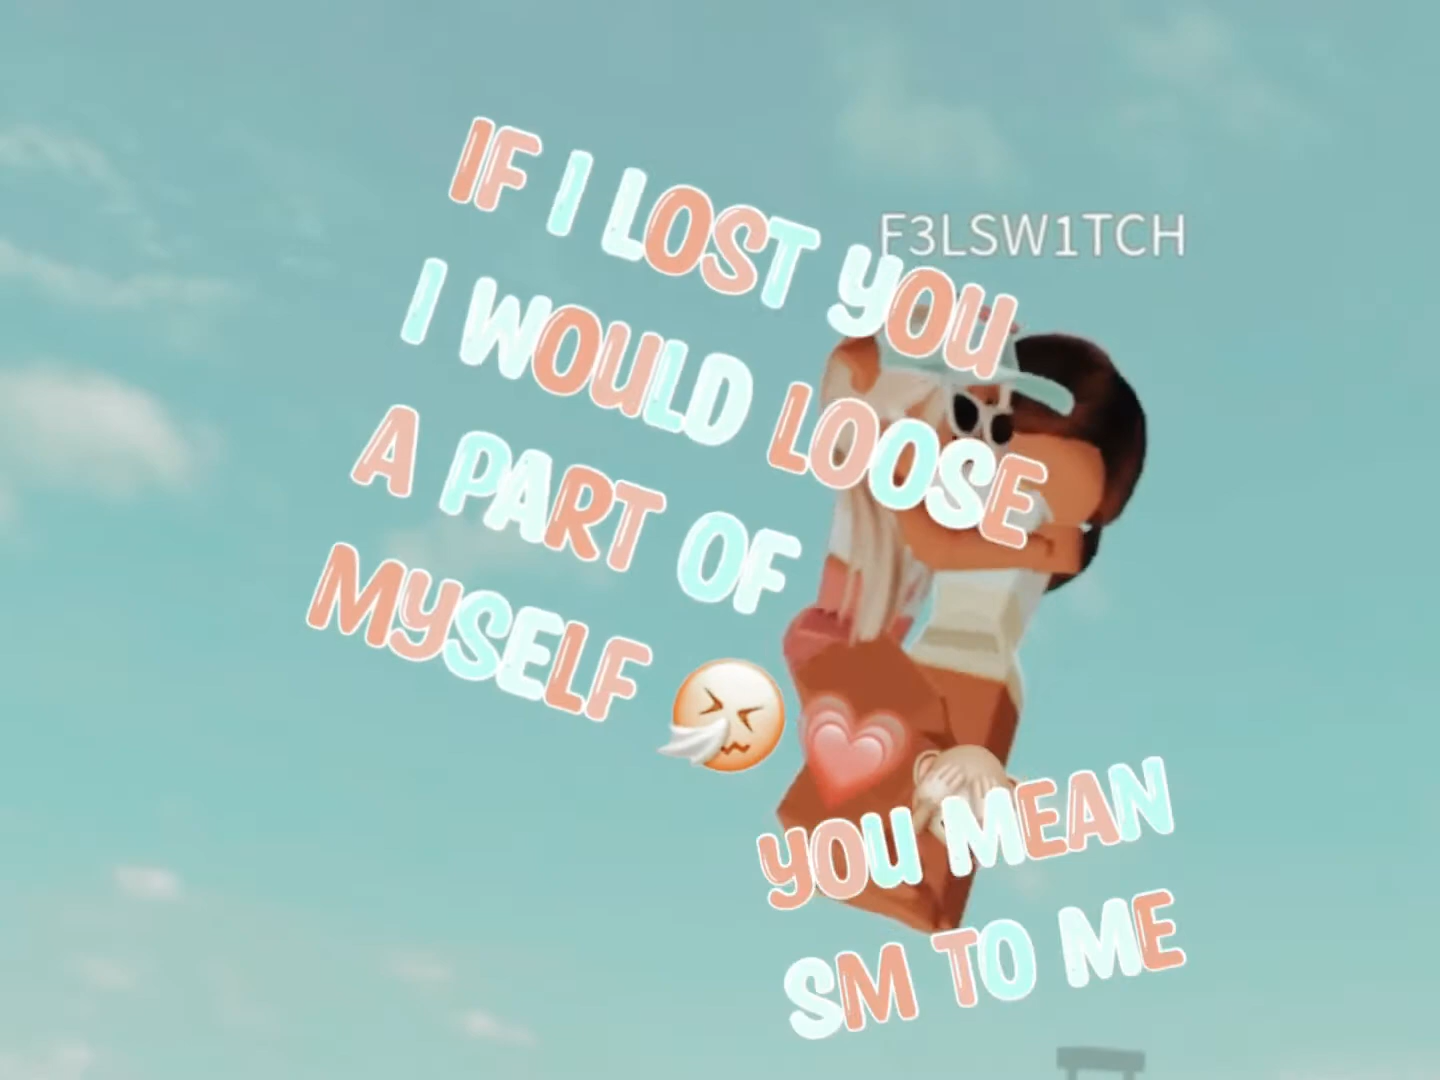 IF I LOST YOU
I WOULD LOOSE
A PART OF
MYSELF
F3LSW1TCH
YOU MEAN
SM TO ME